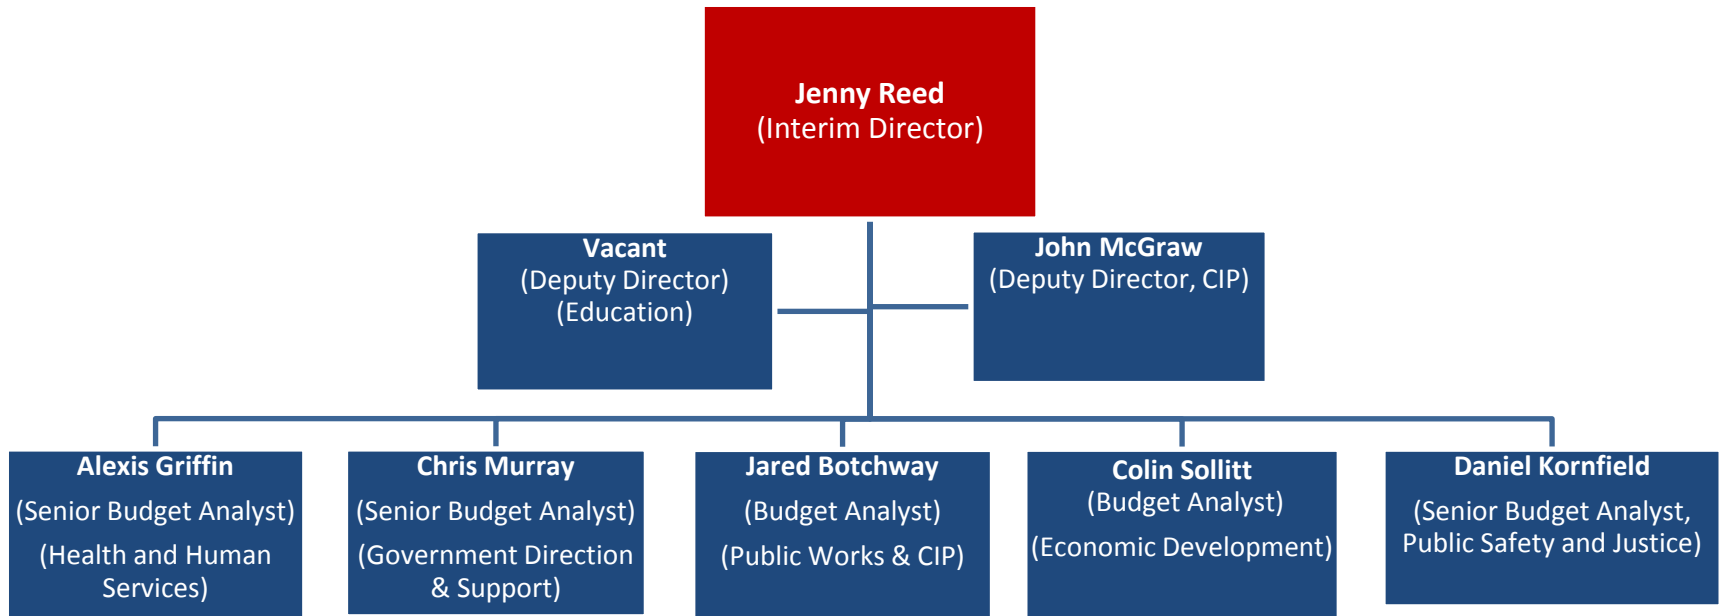 Jenny Reed
(Interim Director)
Vacant
(Deputy Director)
(Education)
John McGraw
(Deputy Director, CIP)
Alexis Griffin
(Senior Budget Analyst)
(Health and Human
Services)
Chris Murray
(Senior Budget Analyst)
(Government Direction
& Support)
Jared Botchway
(Budget Analyst)
(Public Works & CIP)
Colin Sollitt
(Budget Analyst)
(Economic Development)
Daniel Kornfield
(Senior Budget Analyst,
Public Safety and Justice)